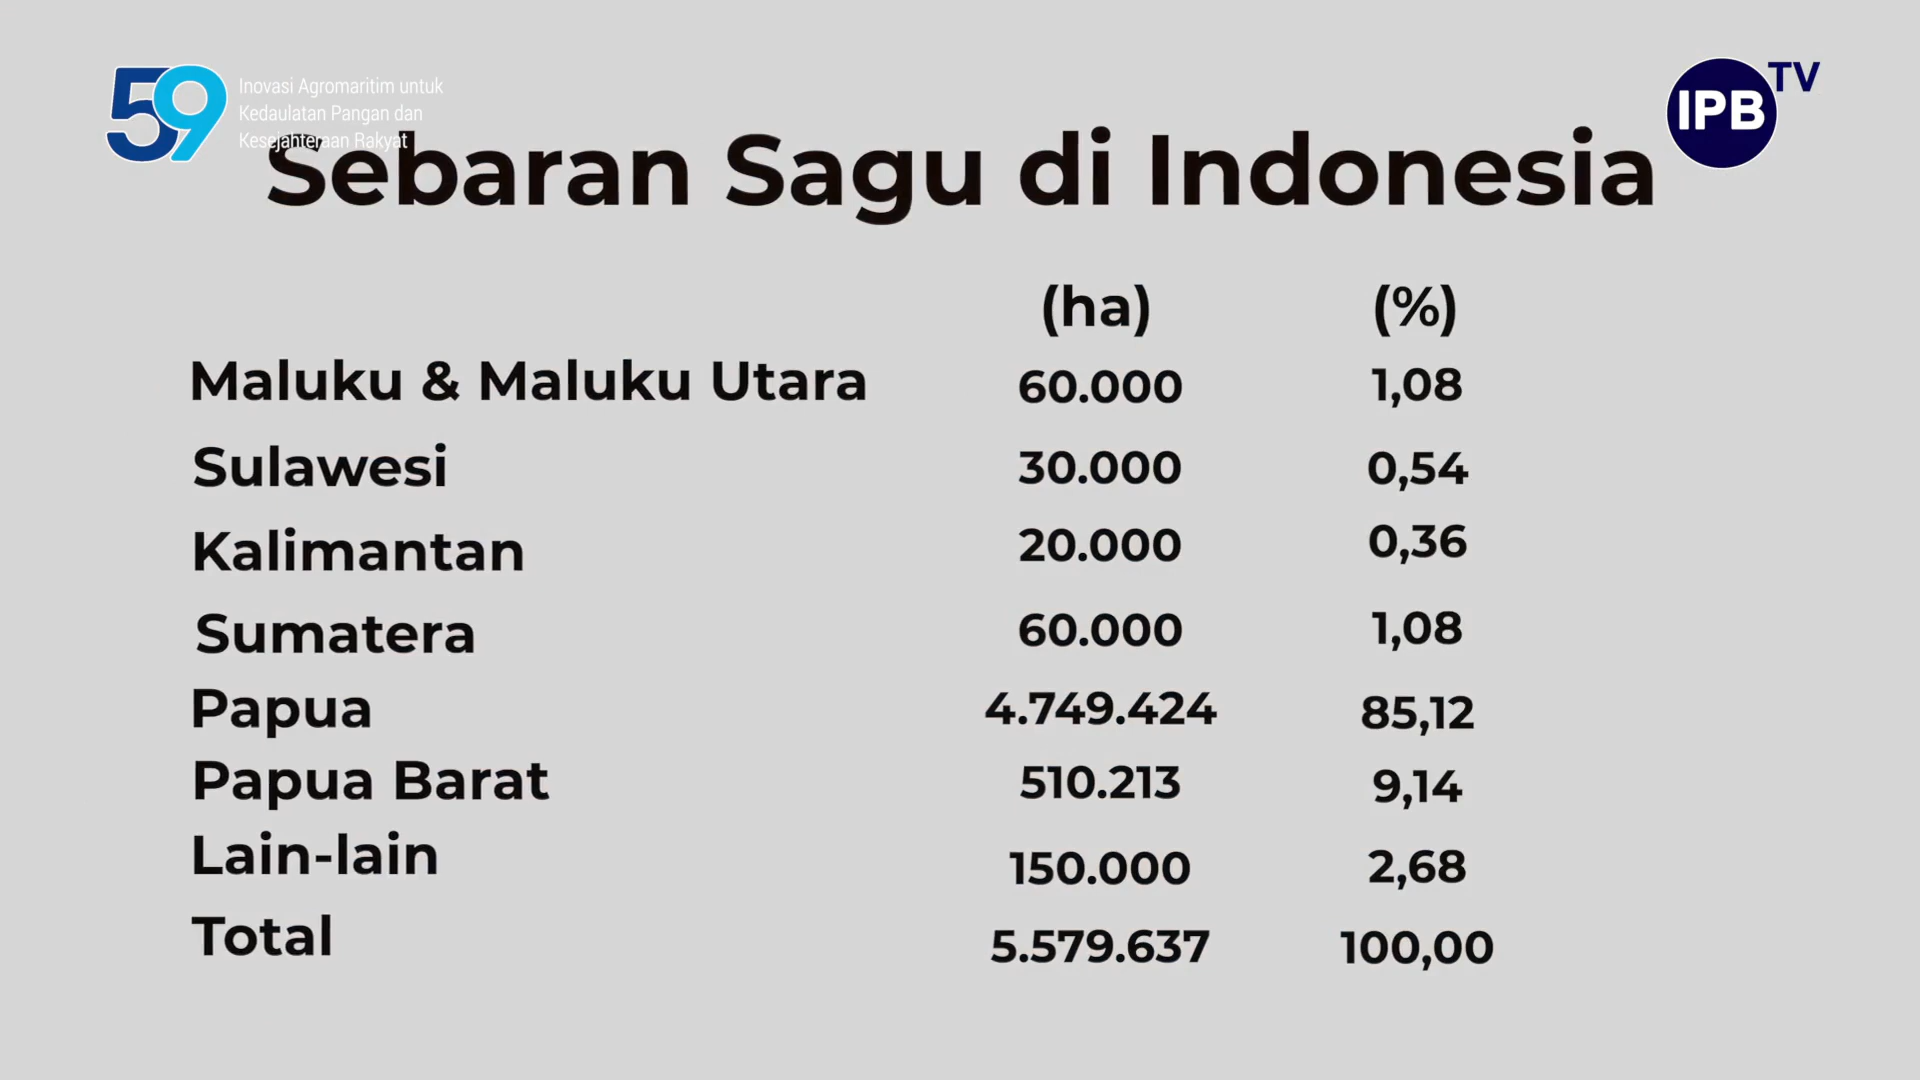 59
Inovasi Agromaritim untuk
Kedaulatan Pangan dan
Kesejahteraan Rakyat
IPB TV
Sebaran Sagu di Indonesia
(ha) (%)
Maluku & Maluku Utara 60.000 1,08
Sulawesi 30.000 0,54
Kalimantan 20.000 0,36
Sumatera 60.000 1,08
Papua 4.749.424 85,12
Papua Barat 510.213 9,14
Lain-lain 150.000 2,68
Total 5.579.637 100,00